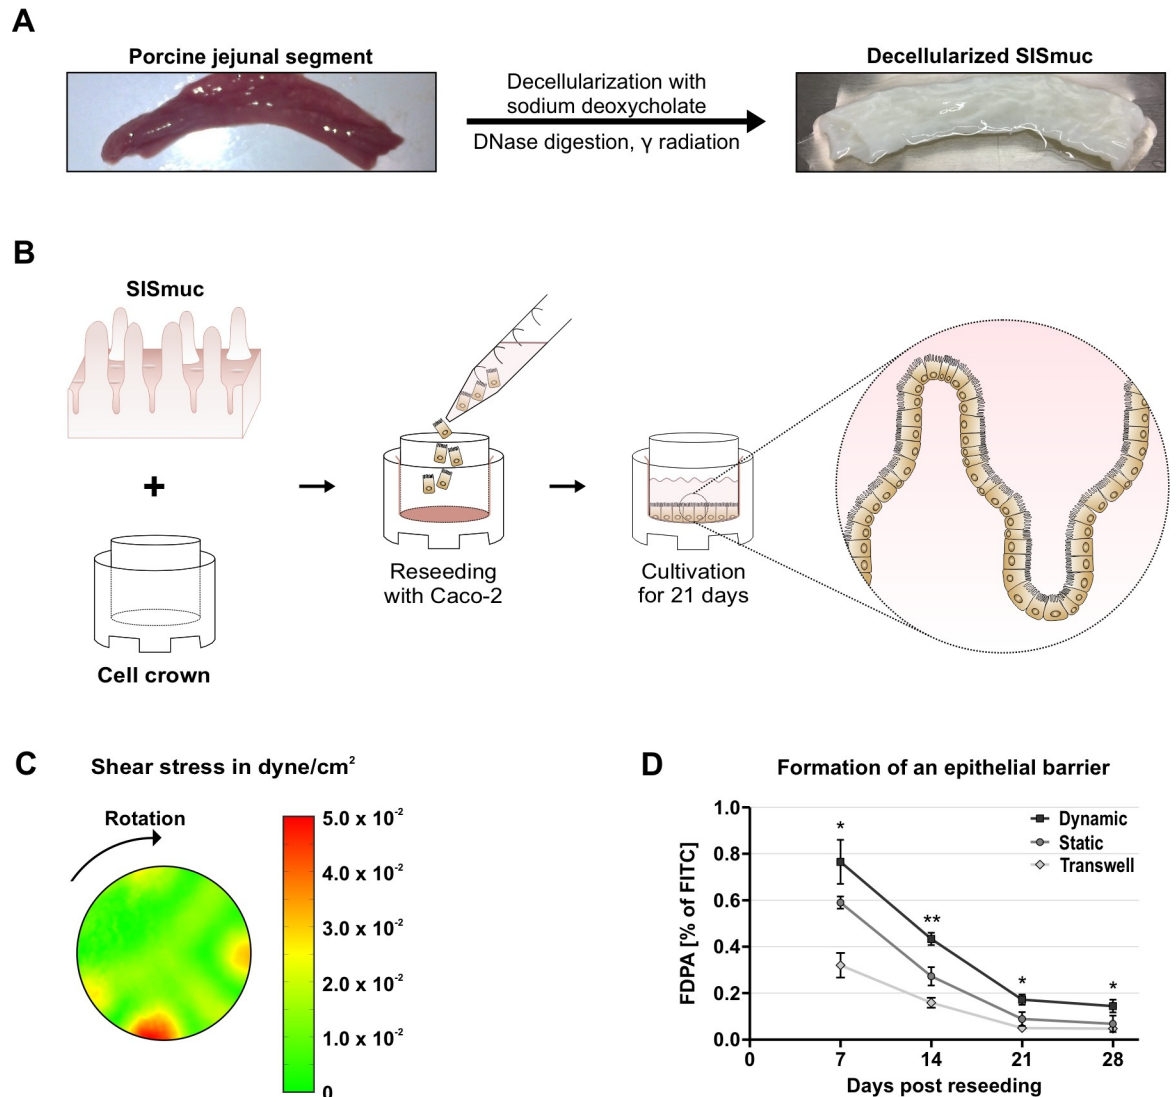 A
Porcine jejunal segment
Decellularization with
sodium deoxycholate
DNase digestion, γ radiation
Decellularized SISmuc
B
SISmuc
+
Cell crown
Reseeding
with Caco-2
Cultivation
for 21 days
C
Shear stress in dyne/cm²
Rotation
5.0 x 10⁻²
4.0 x 10⁻²
3.0 x 10⁻²
2.0 x 10⁻²
1.0 x 10⁻²
0
D
Formation of an epithelial barrier
FDPA [% of FITC]
1.0
0.8
0.6
0.4
0.2
0.0
*
**
*
*
Dynamic
Static
Transwell
0 7 14 21 28
Days post reseeding